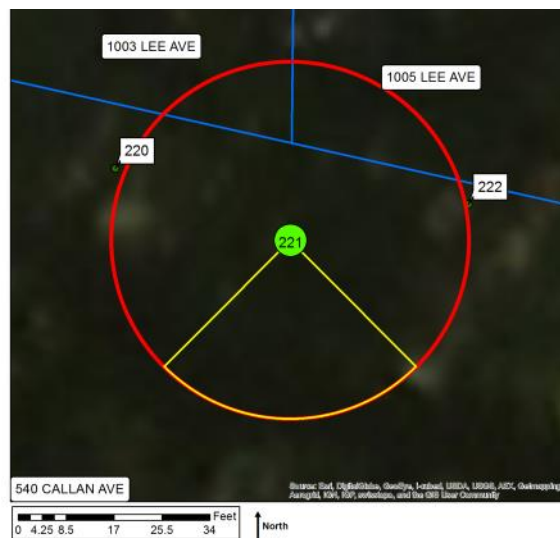 1003 LEE AVE
1005 LEE AVE
220
222
221
540 CALLAN AVE
Source: Esri, DigitalGlobe, GeoEye, i-cubed, USDA, USGS, AEX, Getmapping,
Aerogrid, IGN, IGP, swisstopo, and the GIS User Community
Feet
0 4.25 8.5 17 25.5 34
North